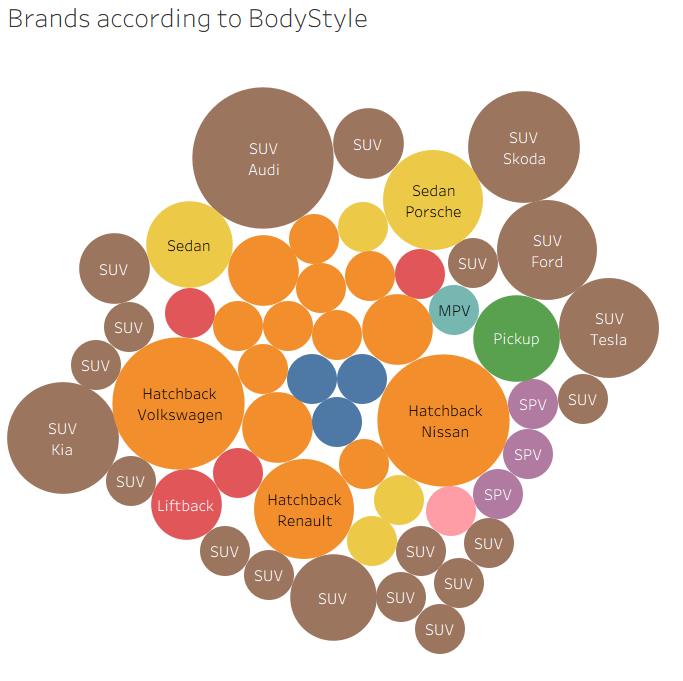 Brands according to BodyStyle
SUV
Audi
SUV
SUV
Skoda
Sedan
Porsche
Sedan
SUV
Ford
SUV
SUV
MPV
SUV
Tesla
SUV
Pickup
SUV
Hatchback
Volkswagen
Hatchback
Nissan
SPV
SUV
SUV
Kia
SPV
SUV
SPV
Liftback
Hatchback
Renault
SUV
SUV
SUV
SUV
SUV
SUV
SUV
SUV